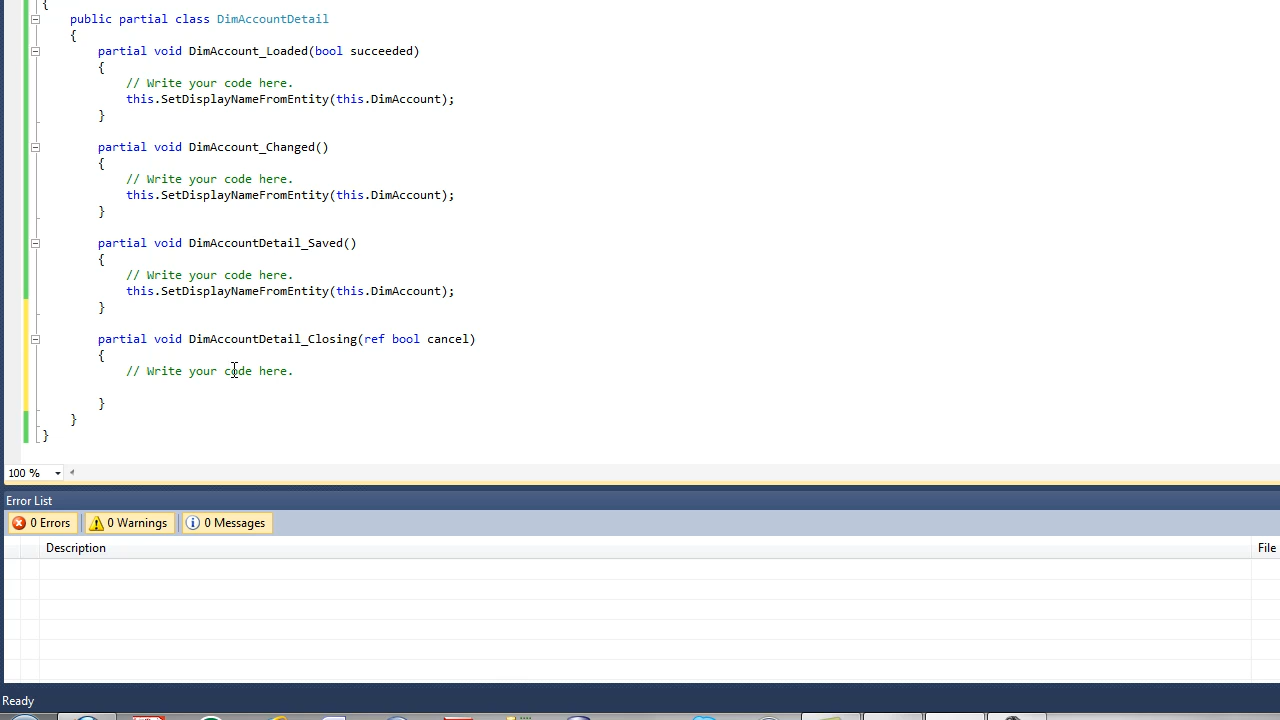 {
public partial class DimAccountDetail
{
partial void DimAccount_Loaded(bool succeeded)
{
// Write your code here.
this.SetDisplayNameFromEntity(this.DimAccount);
}
partial void DimAccount_Changed()
{
// Write your code here.
this.SetDisplayNameFromEntity(this.DimAccount);
}
partial void DimAccountDetail_Saved()
{
// Write your code here.
this.SetDisplayNameFromEntity(this.DimAccount);
}
partial void DimAccountDetail_Closing(ref bool cancel)
{
// Write your code here.
}
}
}
100 %
Error List
0 Errors 0 Warnings 0 Messages
Description File
Ready